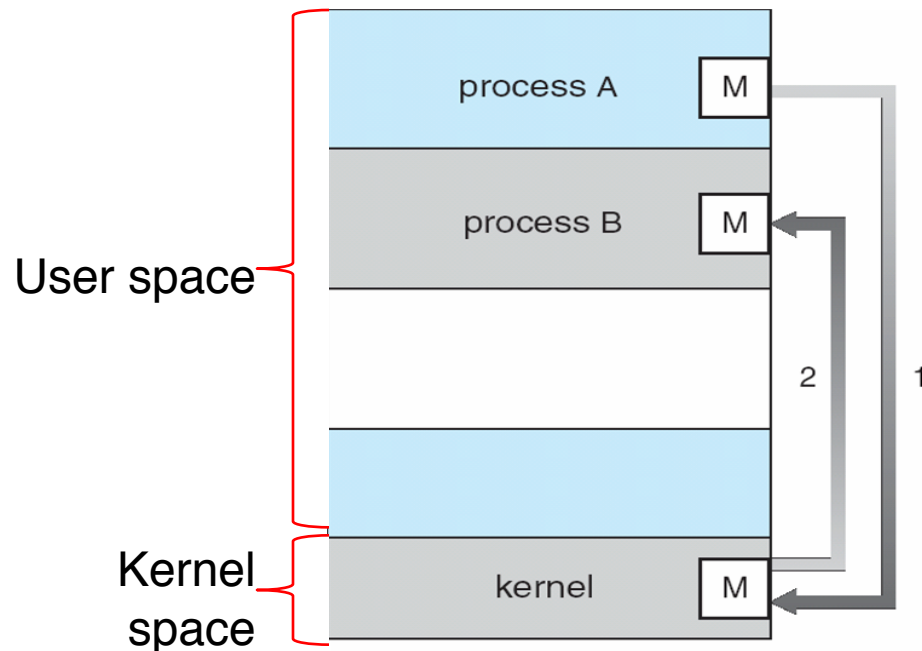 process A M
process B M
User space
2 1
Kernel
space
kernel M